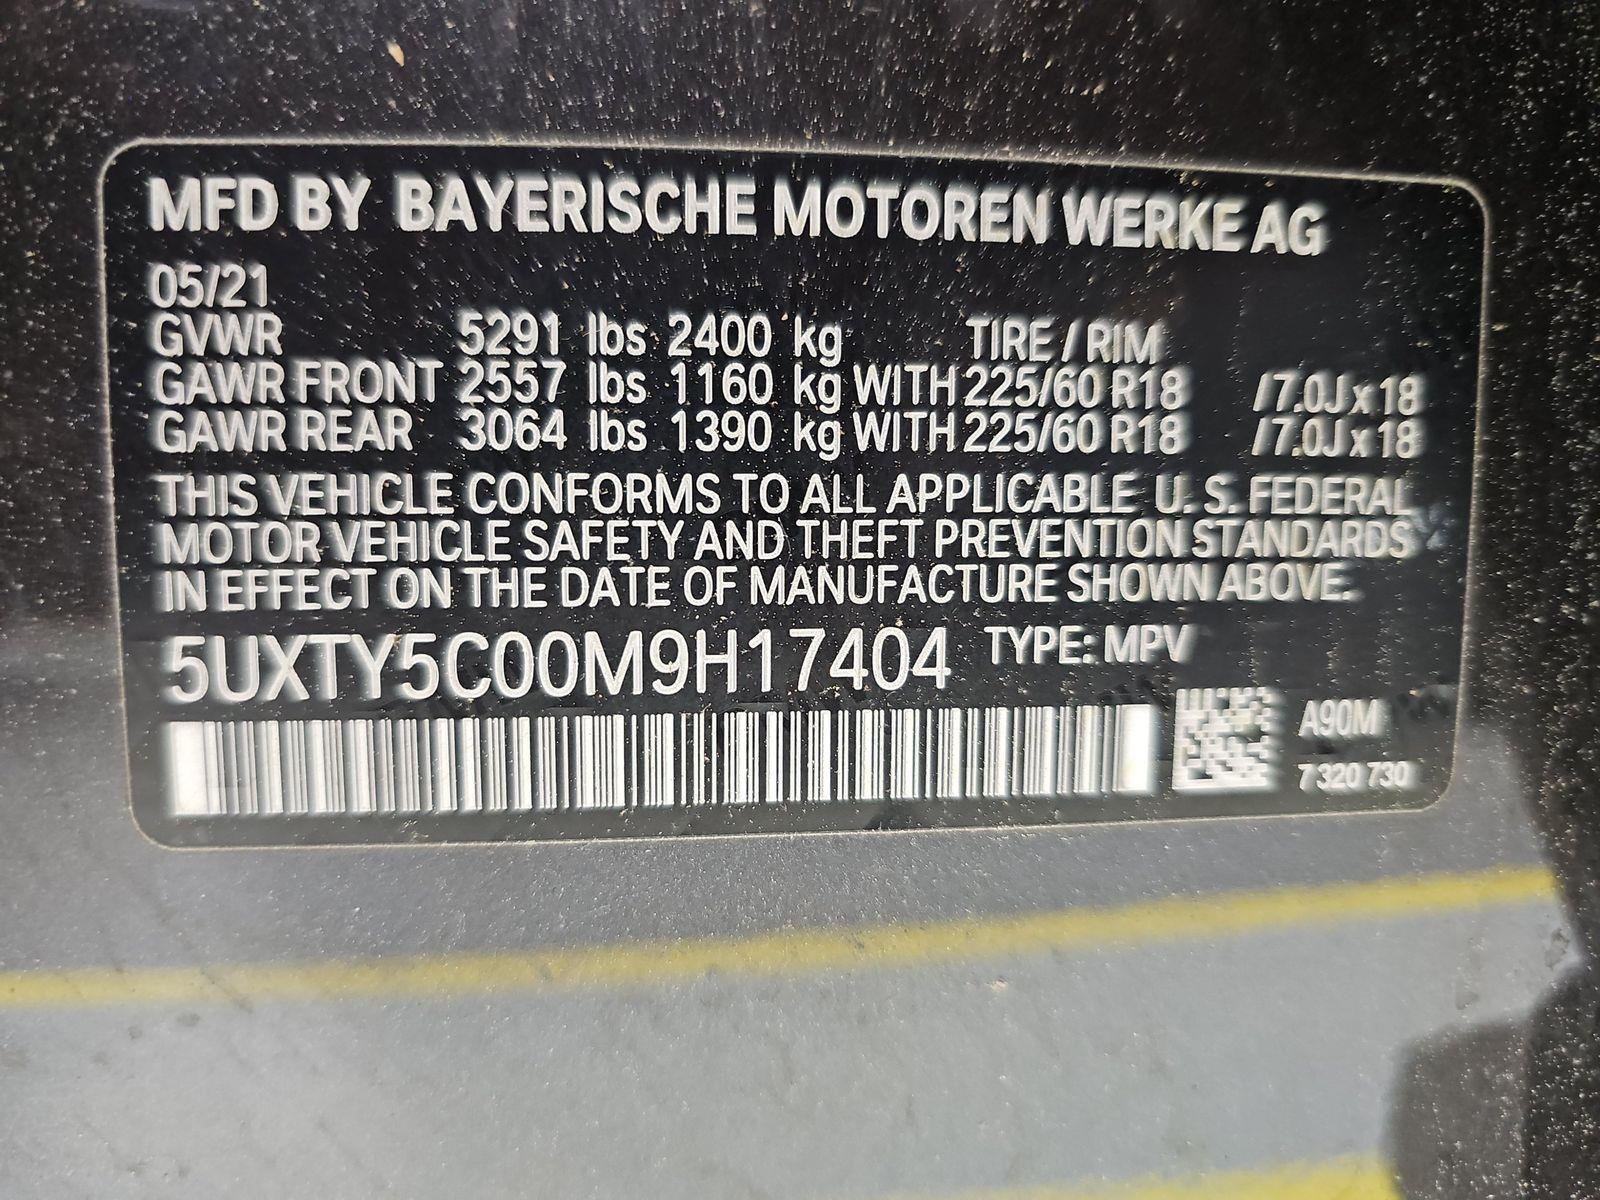 MFD BY BAYERISCHE MOTOREN WERKE AG
05/21
GVWR 5291 lbs 2400 kg TIRE / RIM
GAWR FRONT 2557 lbs 1160 kg WITH 225/60 R18 / 7.0J x 18
GAWR REAR 3064 lbs 1390 kg WITH 225/60 R18 / 7.0J x 18
THIS VEHICLE CONFORMS TO ALL APPLICABLE U. S. FEDERAL
MOTOR VEHICLE SAFETY AND THEFT PREVENTION STANDARDS
IN EFFECT ON THE DATE OF MANUFACTURE SHOWN ABOVE.
5UXTY5C00M9H17404 TYPE: MPV
A90M
7 320 730